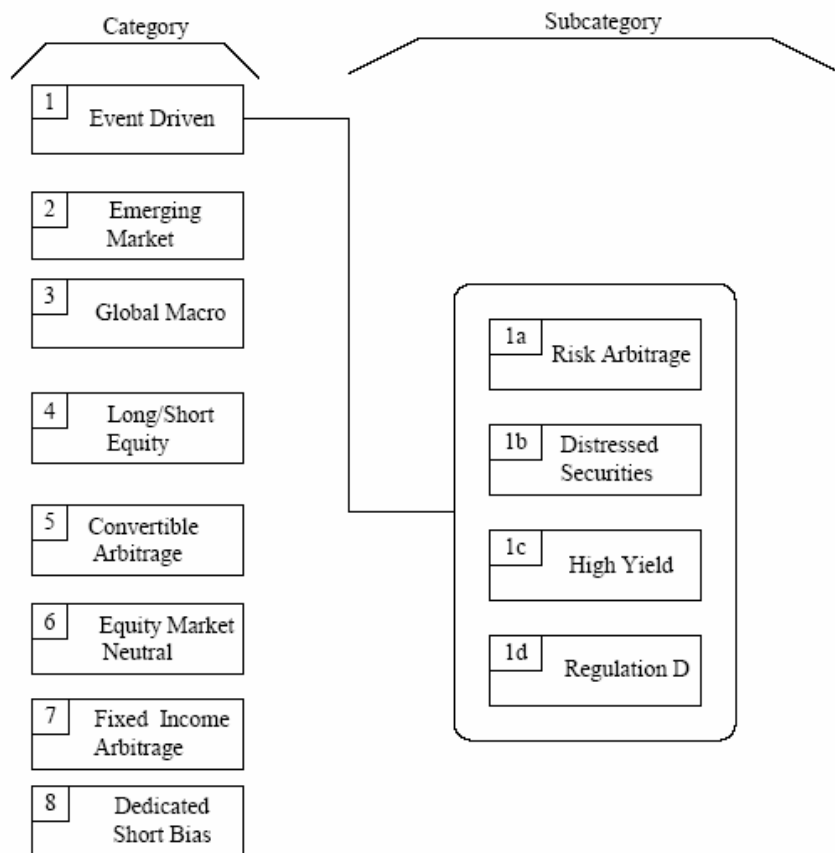 Category
Subcategory
1
Event Driven
2
Emerging
Market
3
Global Macro
4
Long/Short
Equity
5
Convertible
Arbitrage
6
Equity Market
Neutral
7
Fixed Income
Arbitrage
8
Dedicated
Short Bias
1a
Risk Arbitrage
1b
Distressed
Securities
1c
High Yield
1d
Regulation D